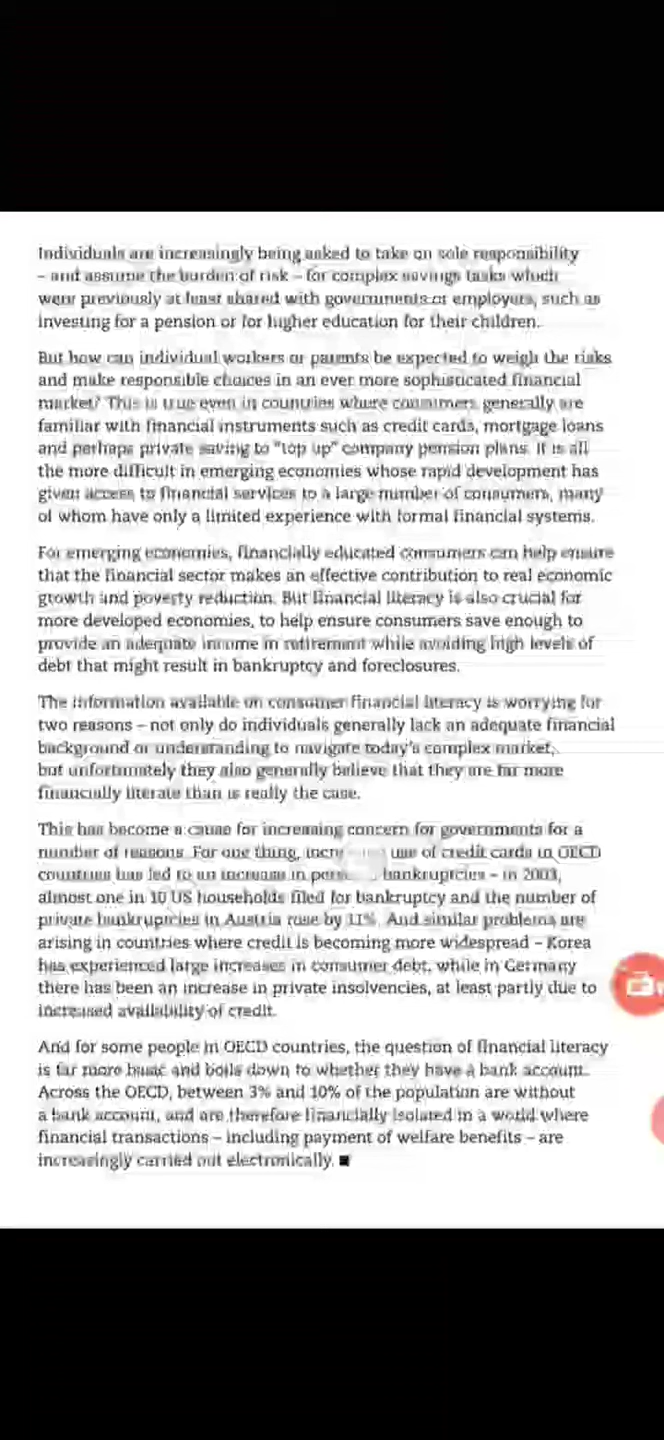 Individuals are increasingly being asked to take on sole responsibility
– and assume the burden of risk – for complex savings tasks which
were previously at least shared with governments or employers, such as
investing for a pension or for higher education for their children.
But how can individual workers or parents be expected to weigh the risks
and make responsible choices in an ever more sophisticated financial
market? This is true even in countries where consumers generally are
familiar with financial instruments such as credit cards, mortgage loans
and perhaps private saving to "top up" company pension plans. It is all
the more difficult in emerging economies whose rapid development has
given access to financial services to a large number of consumers, many
of whom have only a limited experience with formal financial systems.
For emerging economies, financially educated consumers can help ensure
that the financial sector makes an effective contribution to real economic
growth and poverty reduction. But financial literacy is also crucial for
more developed economies, to help ensure consumers save enough to
provide an adequate income in retirement while avoiding high levels of
debt that might result in bankruptcy and foreclosures.
The information available on consumer financial literacy is worrying for
two reasons – not only do individuals generally lack an adequate financial
background or understanding to navigate today's complex market,
but unfortunately they also generally believe that they are far more
financially literate than is really the case.
This has become a cause for increasing concern for governments for a
number of reasons. For one thing, use of credit cards in OECD
countries has led to an increase in bankruptcies – in 2003,
almost one in 10 US households filed for bankruptcy and the number of
private bankruptcies in Austria rose by 11%. And similar problems are
arising in countries where credit is becoming more widespread – Korea
has experienced large increases in consumer debt, while in Germany
there has been an increase in private insolvencies, at least partly due to
increased availability of credit.
And for some people in OECD countries, the question of financial literacy
is far more basic and boils down to whether they have a bank account.
Across the OECD, between 3% and 10% of the population are without
a bank account, and are therefore financially isolated in a world where
financial transactions – including payment of welfare benefits – are
increasingly carried out electronically. ■